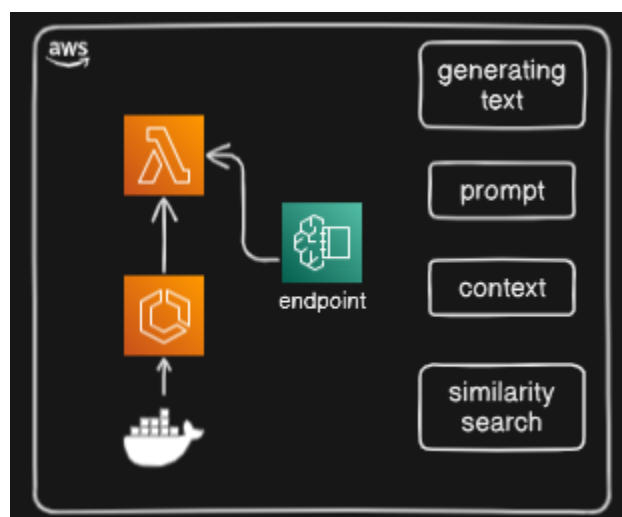 aws
generating
text
prompt
endpoint
context
similarity
search